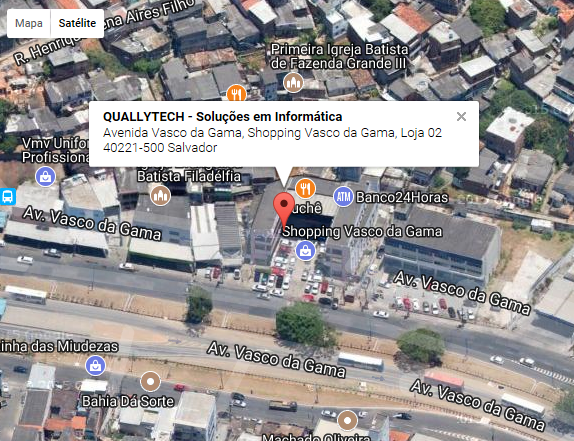 Mapa
Satélite
R. Henrique
Buenos Aires Filho
Primeira Igreja Batista
de Fazenda Grande III
QUALLYTECH - Soluções em Informática
Avenida Vasco da Gama, Shopping Vasco da Gama, Loja 02
40221-500 Salvador
Vmv Unifor
Profissiona
Batista Filadélfia
ATM
Banco24Horas
uchê
Av. Vasco da Gama
Shopping Vasco da Gama
Av. Vasco da Gama
inha das Miudezas
Av. Vasco da Gama
Av. Vasco da Gama
Bahia Dá Sorte
Machado Oliveira